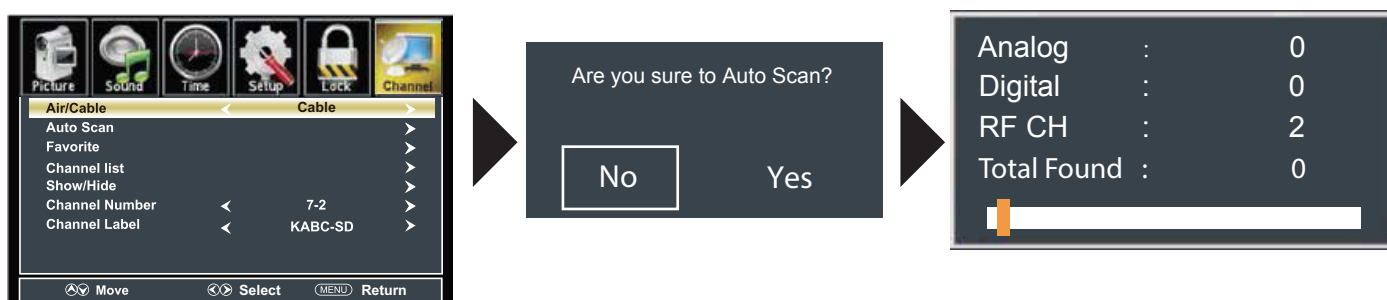 Picture Sound Time Setup Lock Channel
Air/Cable Cable
Auto Scan
Favorite
Channel list
Show/Hide
Channel Number 7-2
Channel Label KABC-SD
Move Select MENU Return
Are you sure to Auto Scan?
No Yes
Analog : 0
Digital : 0
RF CH : 2
Total Found : 0